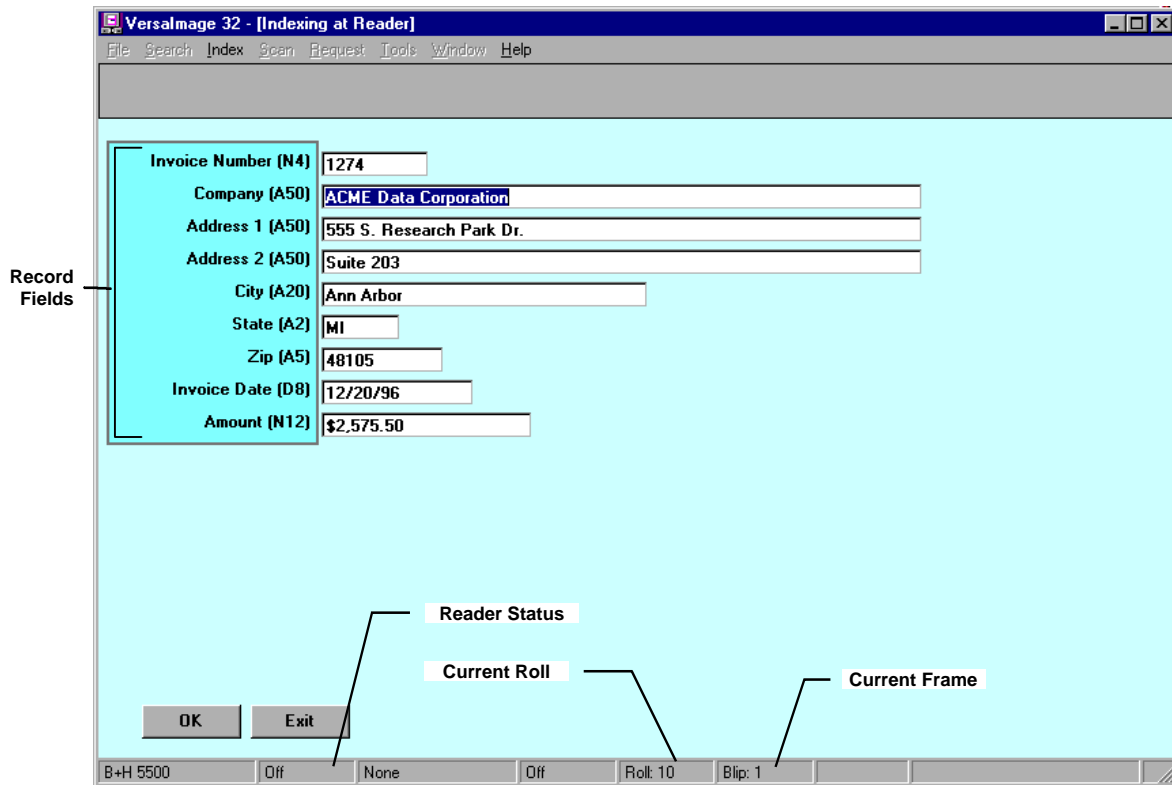 VersaImage 32 - [Indexing at Reader]
File Search Index Scan Request Tools Window Help
Invoice Number (N4) 1274
Company (A50) ACME Data Corporation
Address 1 (A50) 555 S. Research Park Dr.
Address 2 (A50) Suite 203
Record
Fields
City (A20) Ann Arbor
State (A2) MI
Zip (A5) 48105
Invoice Date (D8) 12/20/96
Amount (N12) $2,575.50
Reader Status
Current Roll
Current Frame
OK Exit
B+H 5500 Off None Off Roll: 10 Blip: 1